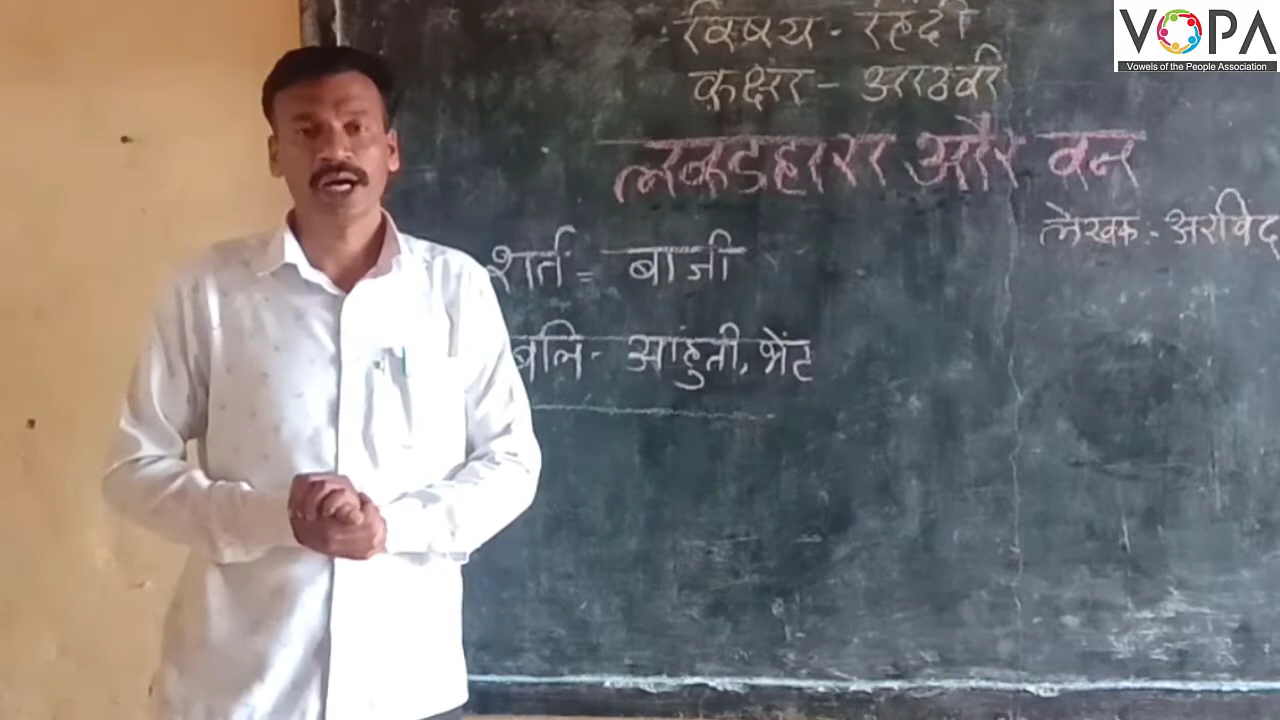 विषय - हिंदी
कक्षा - आठवी
लकडहारा और वन
लेखक - अरविंद
शर्त = बाजी
बलि - आहुती, भेंट
VOPA
Vowels of the People Association